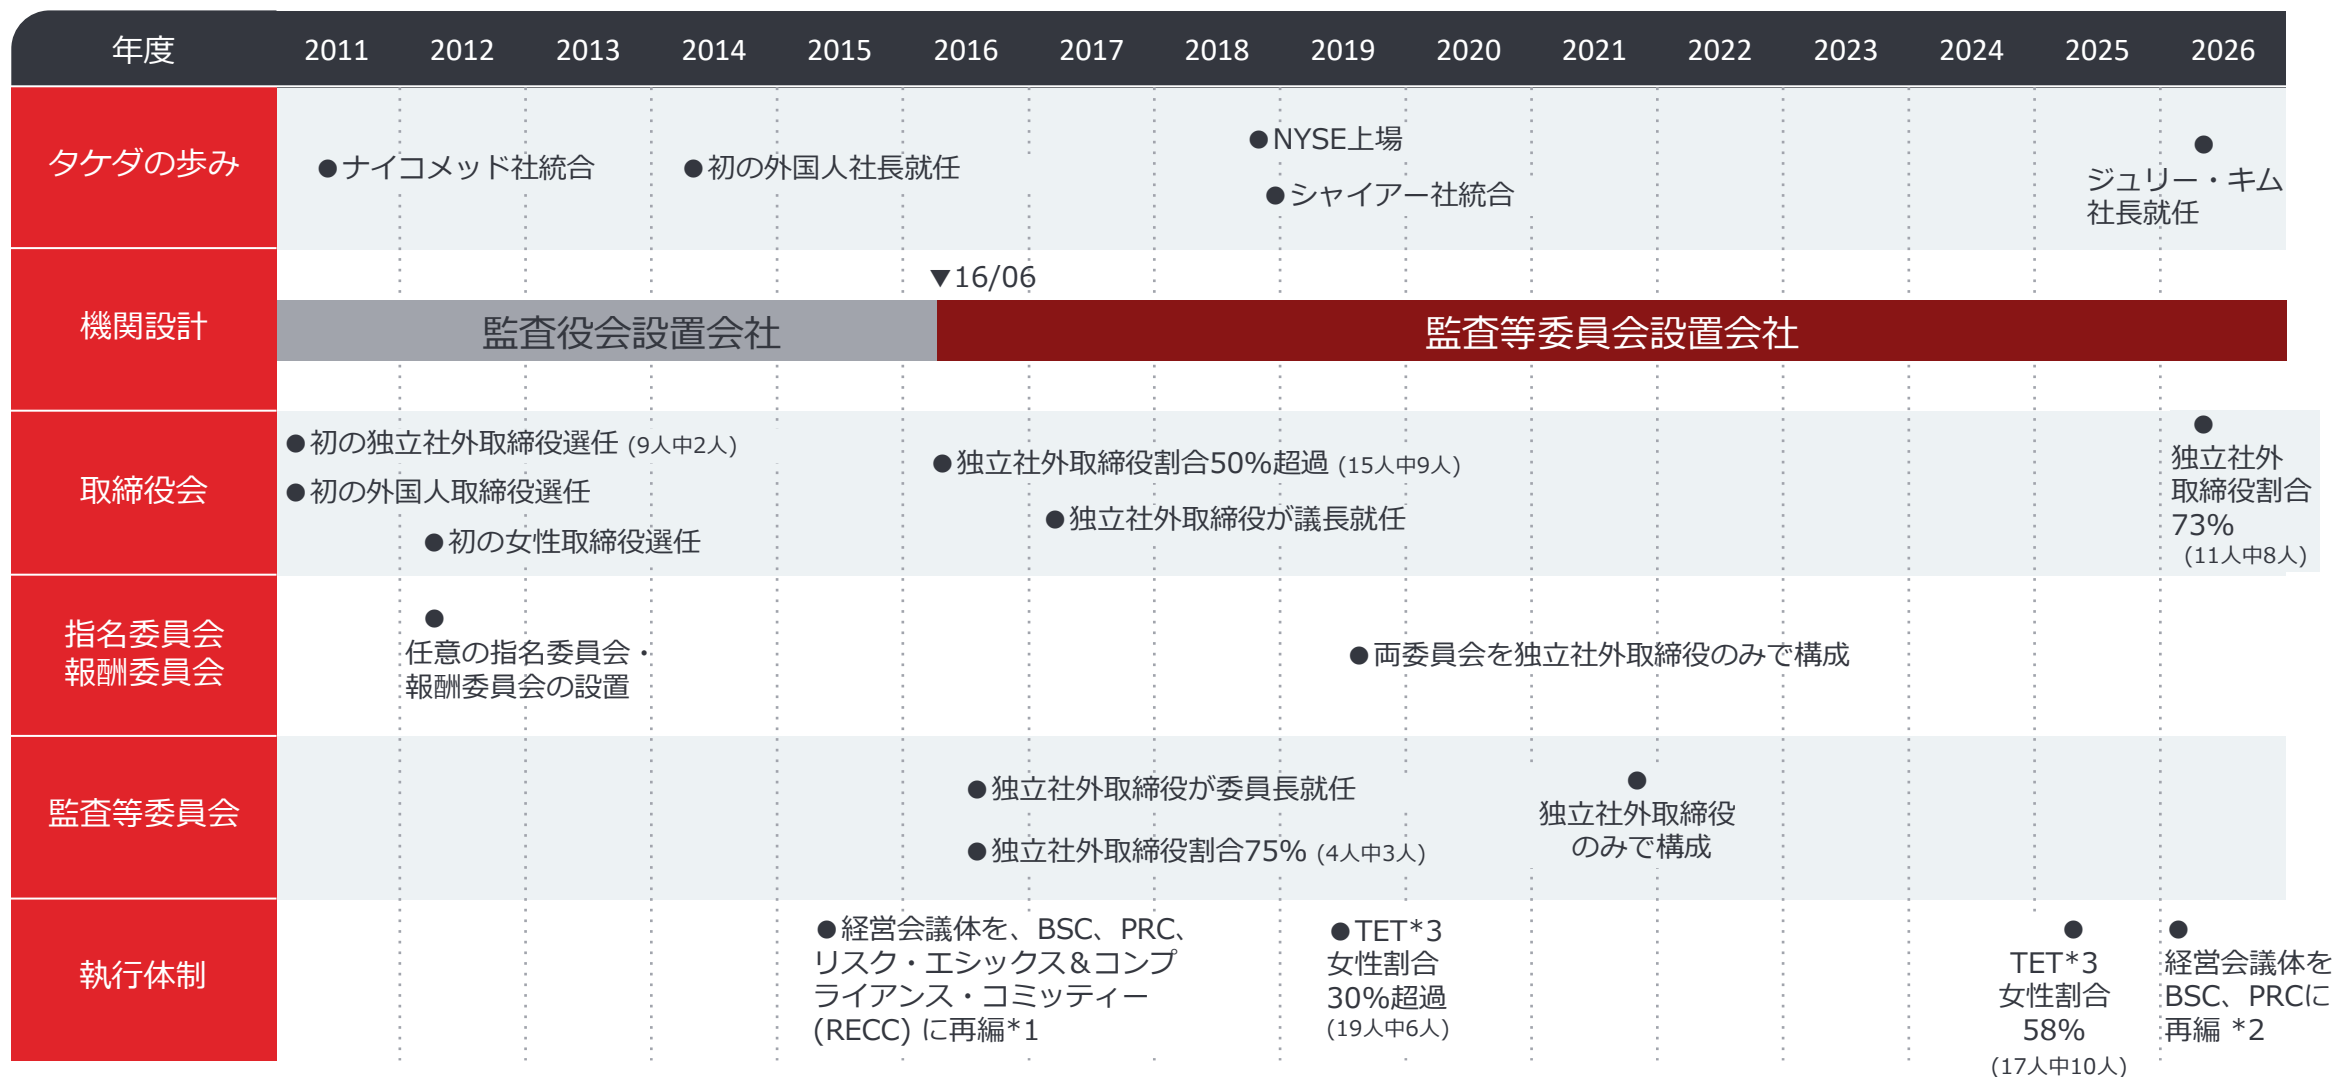 年度 2011 2012 2013 2014 2015 2016 2017 2018 2019 2020 2021 2022 2023 2024 2025 2026
タケダの歩み
●ナイコメッド社統合
●初の外国人社長就任
●NYSE上場
●シャイアー社統合
●
ジュリー・キム
社長就任
機関設計
▼16/06
監査役会設置会社
監査等委員会設置会社
取締役会
●初の独立社外取締役選任 (9人中2人)
●初の外国人取締役選任
●初の女性取締役選任
●独立社外取締役割合50%超過 (15人中9人)
●独立社外取締役が議長就任
●
独立社外
取締役割合
73%
(11人中8人)
指名委員会
報酬委員会
●
任意の指名委員会・
報酬委員会の設置
●両委員会を独立社外取締役のみで構成
監査等委員会
●独立社外取締役が委員長就任
●独立社外取締役割合75% (4人中3人)
●
独立社外取締役
のみで構成
執行体制
●経営会議体を、BSC、PRC、
リスク・エシックス＆コンプ
ライアンス・コミッティー
(RECC) に再編*1
●TET*3
女性割合
30%超過
(19人中6人)
●
TET*3
女性割合
58%
(17人中10人)
●
経営会議体を
BSC、PRCに
再編 *2